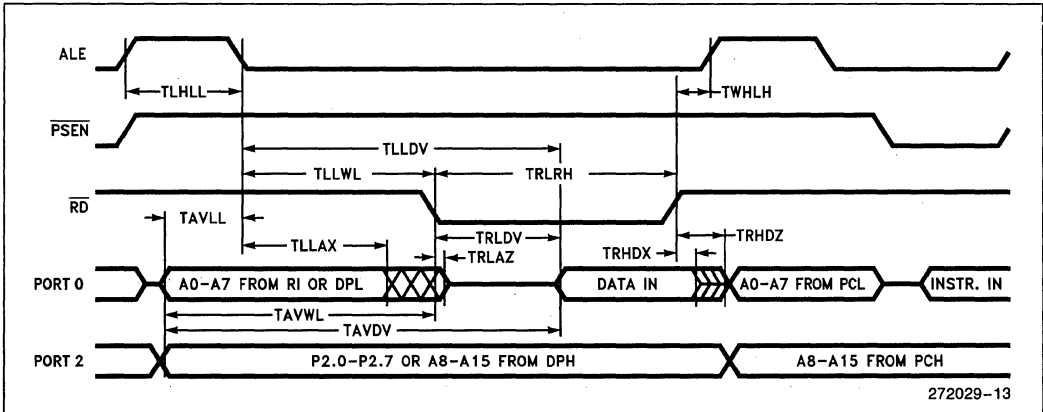 ALE
TLHLL
TWHLH
PSEN
TLLDV
TLLWL
TRLRH
RD
TAVLL
TRLDV
TRHDZ
TLLAX
TRLAZ
TRHDX
PORT 0
A0-A7 FROM RI OR DPL
DATA IN
A0-A7 FROM PCL
INSTR. IN
TAVWL
TAVDV
PORT 2
P2.0-P2.7 OR A8-A15 FROM DPH
A8-A15 FROM PCH
272029-13